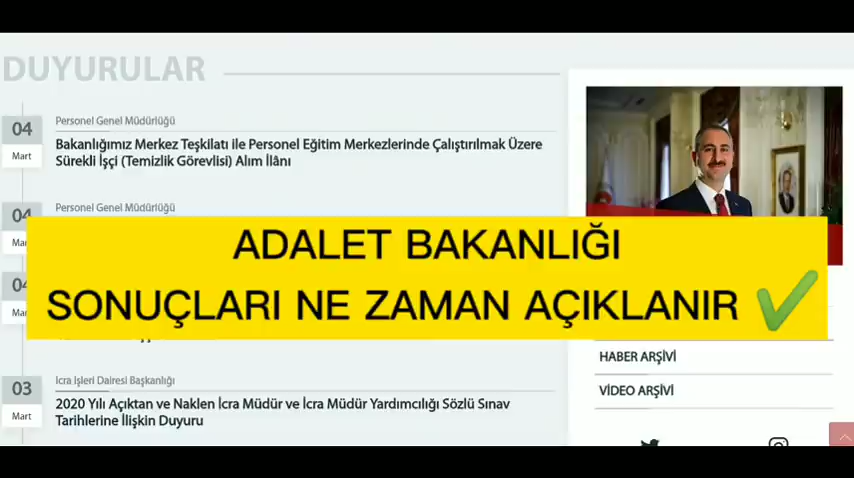 DUYURULAR
04
Mart
Personel Genel Müdürlüğü
Bakanlığımız Merkez Teşkilatı ile Personel Eğitim Merkezlerinde Çalıştırılmak Üzere
Sürekli İşçi (Temizlik Görevlisi) Alım İlânı
04
Personel Genel Müdürlüğü
ADALET BAKANLIĞI
SONUÇLARI NE ZAMAN AÇIKLANIR
04
03
Mart
İcra İşleri Dairesi Başkanlığı
2020 Yılı Açıktan ve Naklen İcra Müdür ve İcra Müdür Yardımcılığı Sözlü Sınav
Tarihlerine İlişkin Duyuru
HABER ARŞİVİ
VİDEO ARŞİVİ